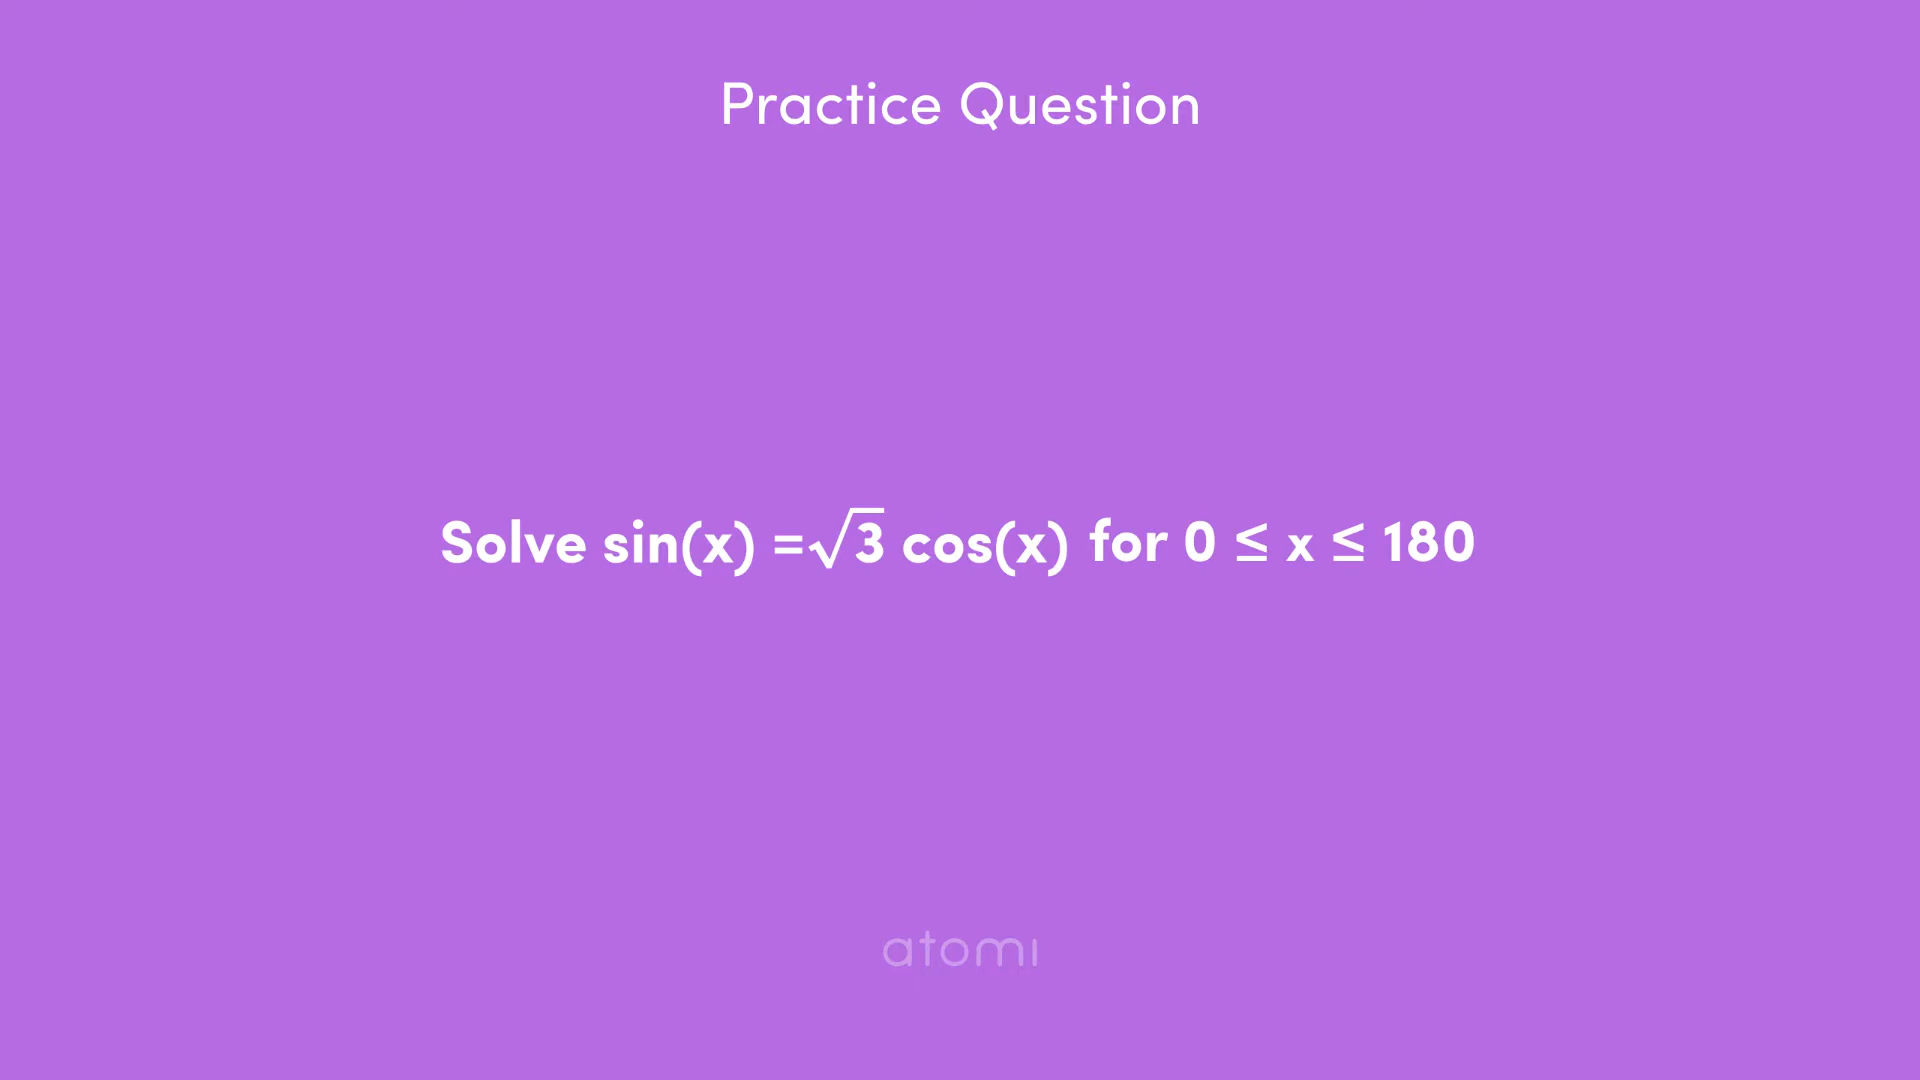 Practice Question
Solve sin(x) =√3 cos(x) for 0 ≤ x ≤ 180
atomi